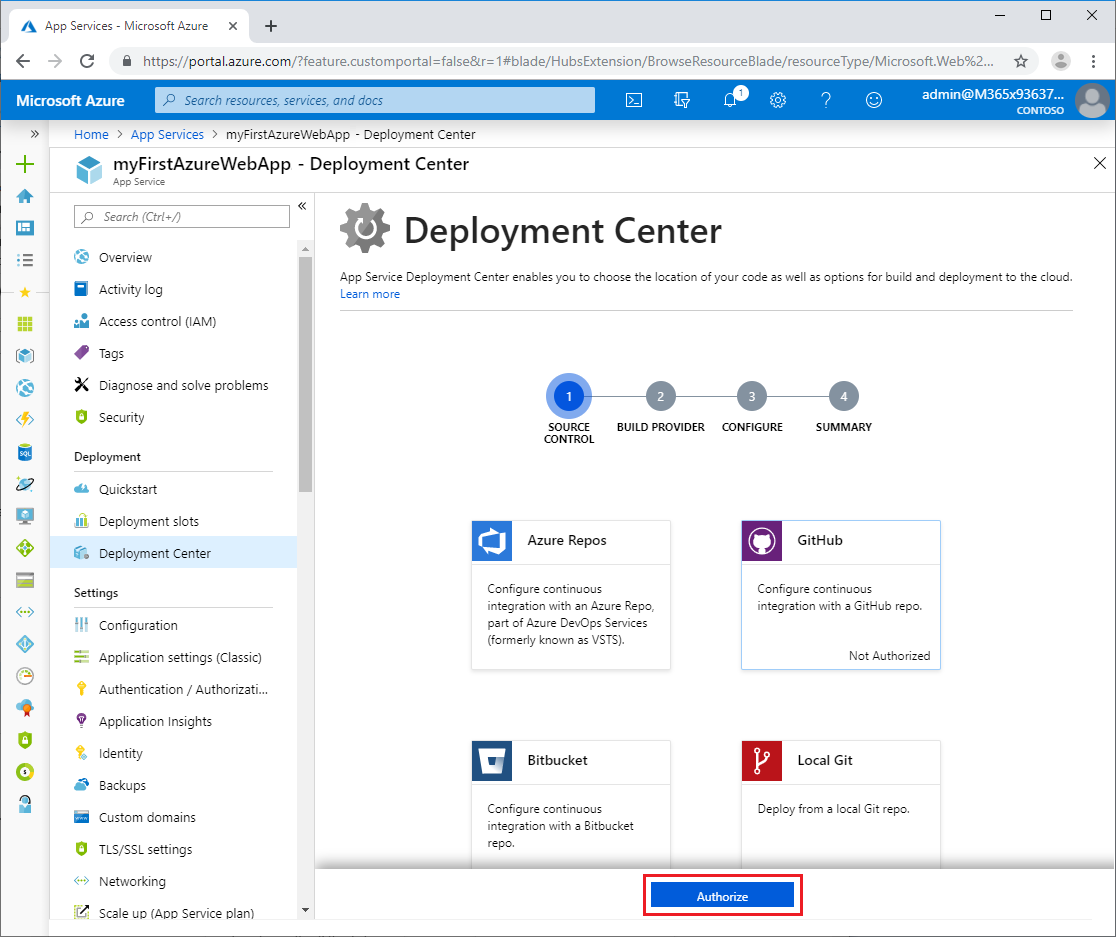 App Services - Microsoft Azure
https://portal.azure.com/?feature.customportal=false&r=1#blade/HubsExtension/BrowseResourceBlade/resourceType/Microsoft.Web%2...
Microsoft Azure
Search resources, services, and docs
1
admin@M365x93637...
CONTOSO
Home > App Services > myFirstAzureWebApp - Deployment Center
myFirstAzureWebApp - Deployment Center
App Service
Search (Ctrl+/)
Overview
Activity log
Access control (IAM)
Tags
Diagnose and solve problems
Security
Deployment
Quickstart
Deployment slots
Deployment Center
Settings
Configuration
Application settings (Classic)
Authentication / Authorizati...
Application Insights
Identity
Backups
Custom domains
TLS/SSL settings
Networking
Scale up (App Service plan)
Deployment Center
App Service Deployment Center enables you to choose the location of your code as well as options for build and deployment to the cloud.
Learn more
1
SOURCE
CONTROL
2
BUILD PROVIDER
3
CONFIGURE
4
SUMMARY
Azure Repos
Configure continuous
integration with an Azure Repo,
part of Azure DevOps Services
(formerly known as VSTS).
GitHub
Configure continuous
integration with a GitHub repo.
Not Authorized
Bitbucket
Configure continuous
integration with a Bitbucket
repo.
Local Git
Deploy from a local Git repo.
Authorize